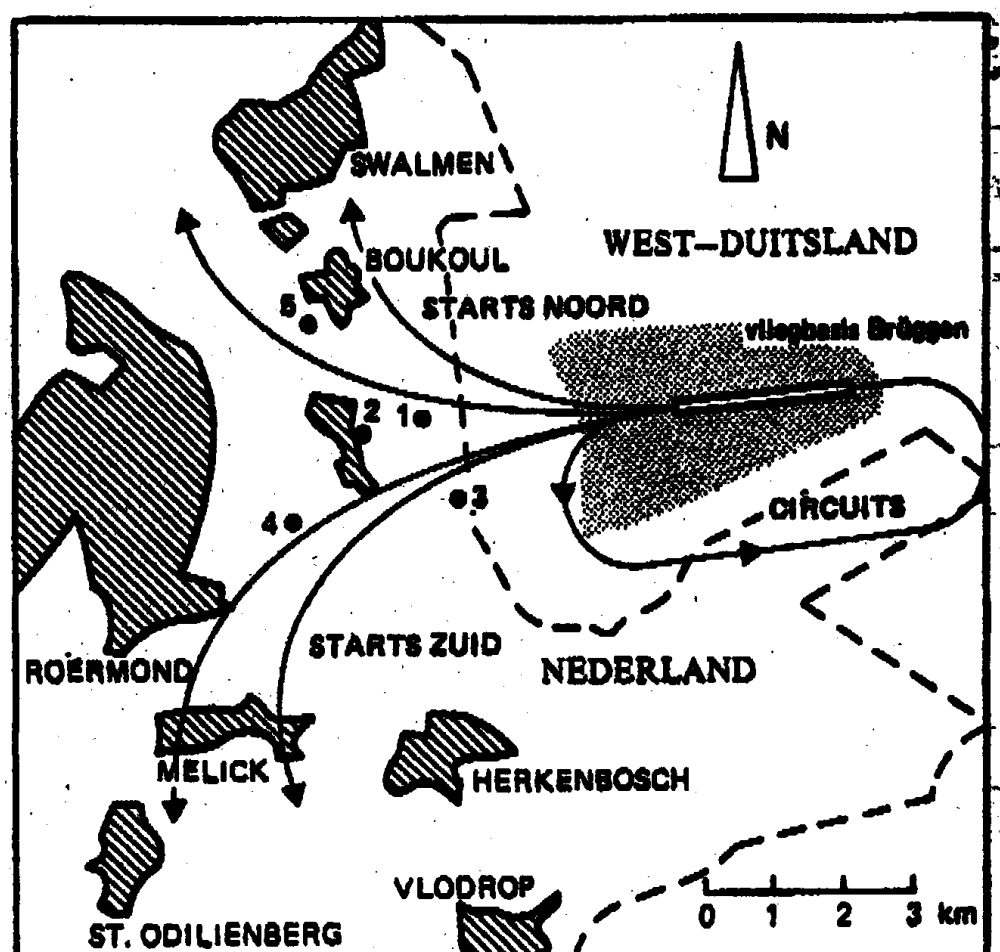 N
SWALMEN
WEST-DUITSLAND
BOUKOUL
STARTS NOORD
5
vliegbasis Brüggen
2
1
3
CIRCUITS
4
STARTS ZUID
ROERMOND
NEDERLAND
MELICK
HERKENBOSCH
VLODROP
0 1 2 3 km
ST. ODILIENBERG